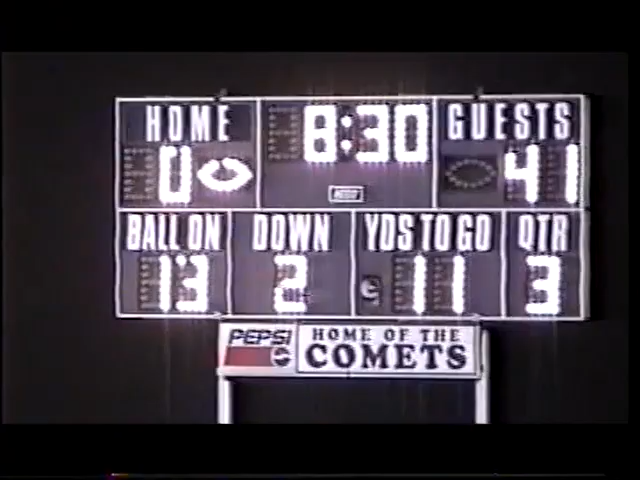 HOME 8:30 GUESTS
0 41
BALL ON DOWN YDS TO GO QTR
13 2 11 3
PEPSI HOME OF THE
COMETS